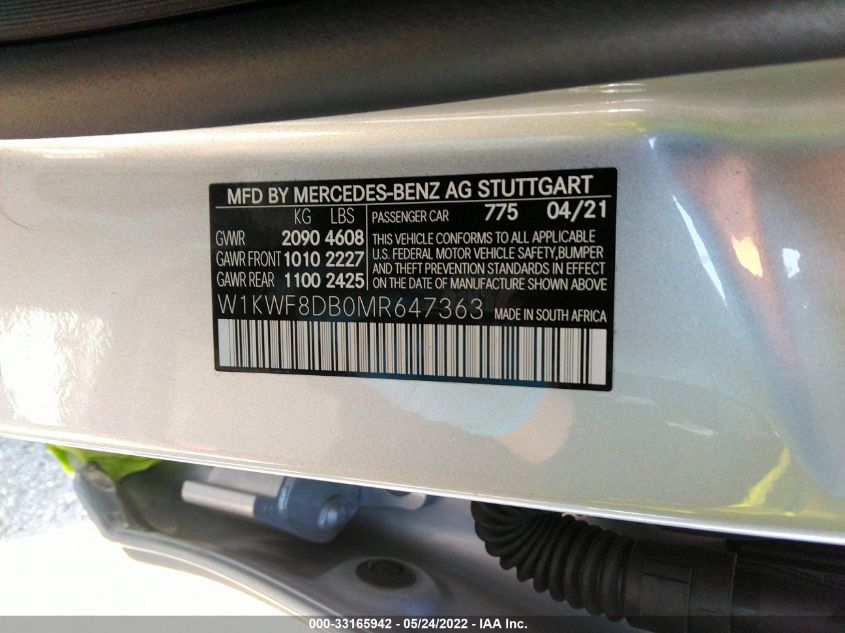 MFD BY MERCEDES-BENZ AG STUTTGART
KG LBS
GVWR 2090 4608
GAWR FRONT 1010 2227
GAWR REAR 1100 2425
PASSENGER CAR 775 04/21
THIS VEHICLE CONFORMS TO ALL APPLICABLE
U.S. FEDERAL MOTOR VEHICLE SAFETY, BUMPER
AND THEFT PREVENTION STANDARDS IN EFFECT
ON THE DATE OF MANUFACTURE SHOWN ABOVE
W1KWF8DB0MR647363 MADE IN SOUTH AFRICA
000-33165942 - 05/24/2022 - IAA Inc.